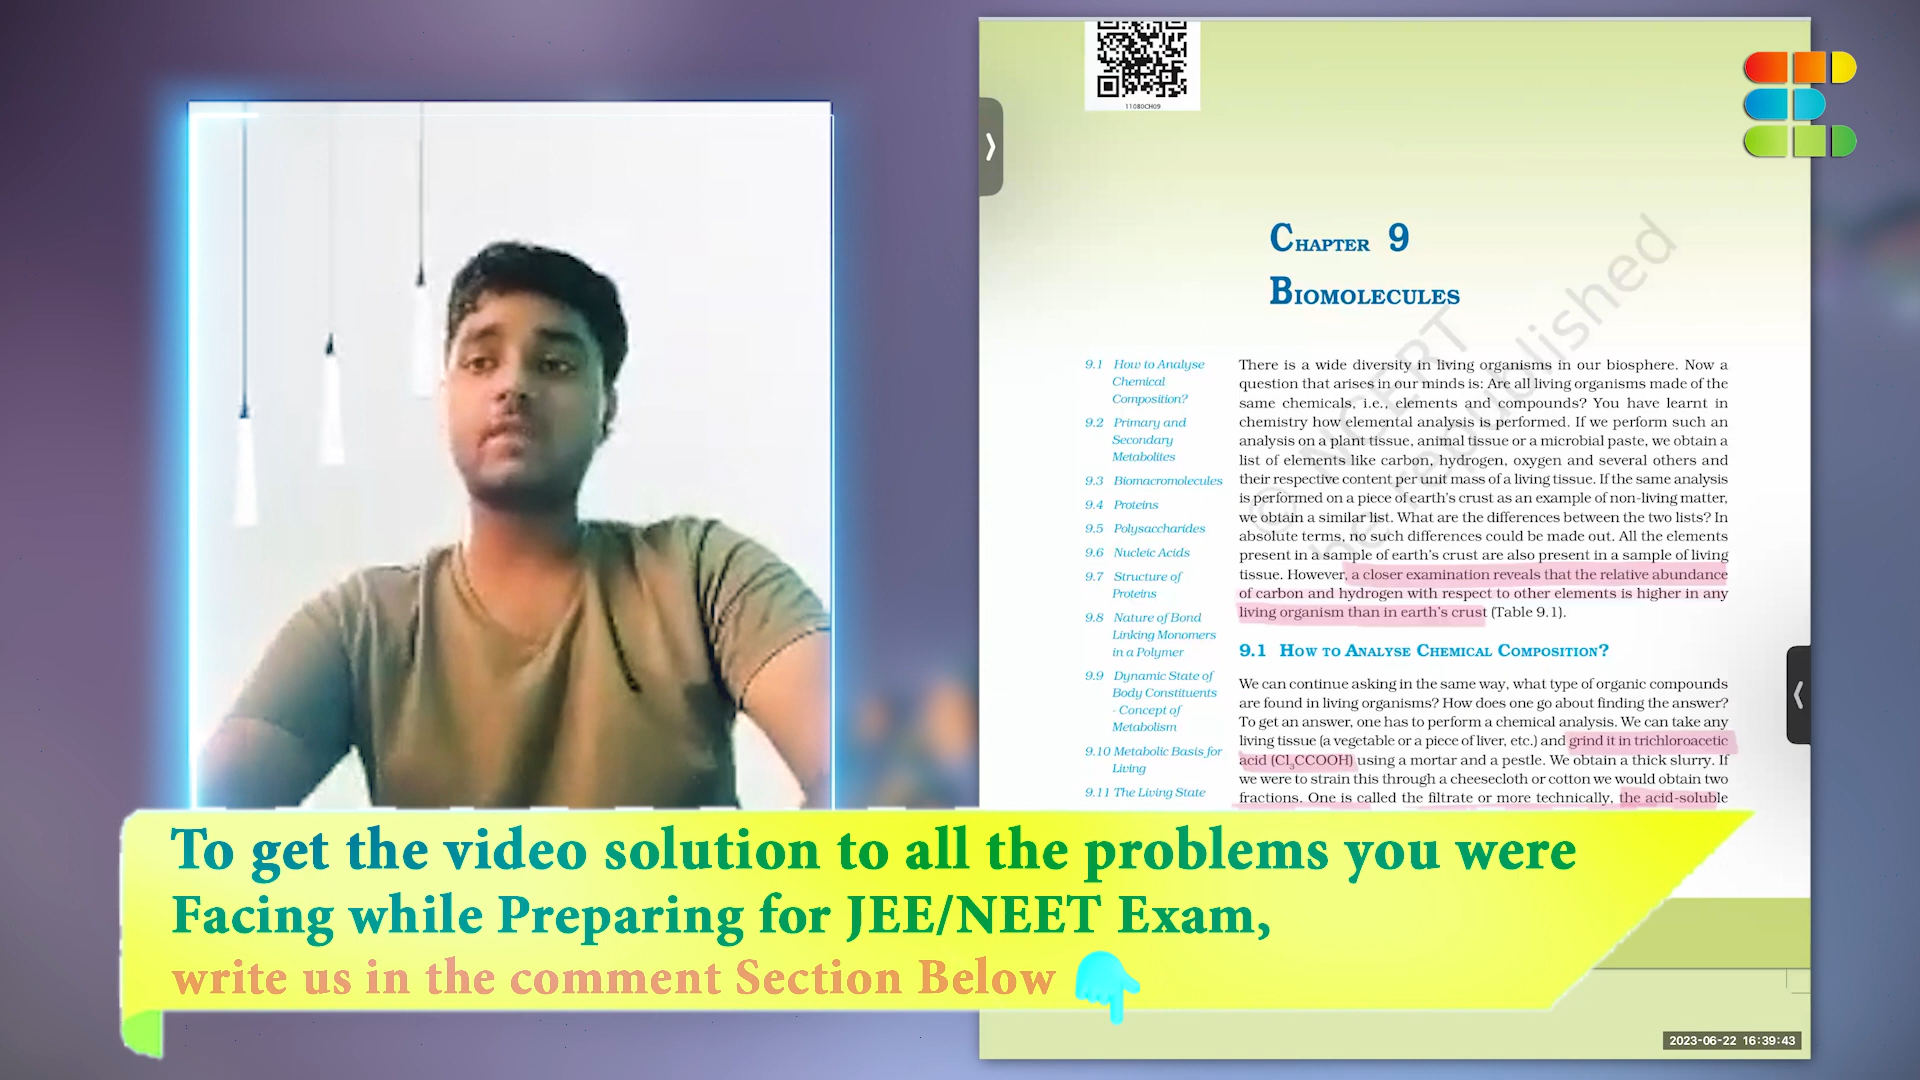 11080CH09
CHAPTER 9
BIOMOLECULES
9.1 How to Analyse
Chemical
Composition?
9.2 Primary and
Secondary
Metabolites
9.3 Biomacromolecules
9.4 Proteins
9.5 Polysaccharides
9.6 Nucleic Acids
9.7 Structure of
Proteins
9.8 Nature of Bond
Linking Monomers
in a Polymer
9.9 Dynamic State of
Body Constituents
- Concept of
Metabolism
9.10 Metabolic Basis for
Living
9.11 The Living State
There is a wide diversity in living organisms in our biosphere. Now a
question that arises in our minds is: Are all living organisms made of the
same chemicals, i.e., elements and compounds? You have learnt in
chemistry how elemental analysis is performed. If we perform such an
analysis on a plant tissue, animal tissue or a microbial paste, we obtain a
list of elements like carbon, hydrogen, oxygen and several others and
their respective content per unit mass of a living tissue. If the same analysis
is performed on a piece of earth's crust as an example of non-living matter,
we obtain a similar list. What are the differences between the two lists? In
absolute terms, no such differences could be made out. All the elements
present in a sample of earth's crust are also present in a sample of living
tissue. However, a closer examination reveals that the relative abundance
of carbon and hydrogen with respect to other elements is higher in any
living organism than in earth's crust (Table 9.1).
9.1 HOW TO ANALYSE CHEMICAL COMPOSITION?
We can continue asking in the same way, what type of organic compounds
are found in living organisms? How does one go about finding the answer?
To get an answer, one has to perform a chemical analysis. We can take any
living tissue (a vegetable or a piece of liver, etc.) and grind it in trichloroacetic
acid (Cl₃CCOOH) using a mortar and a pestle. We obtain a thick slurry. If
we were to strain this through a cheesecloth or cotton we would obtain two
fractions. One is called the filtrate or more technically, the acid-soluble
© NCERT
be republished
To get the video solution to all the problems you were
Facing while Preparing for JEE/NEET Exam,
write us in the comment Section Below
2023-06-22 16:39:43